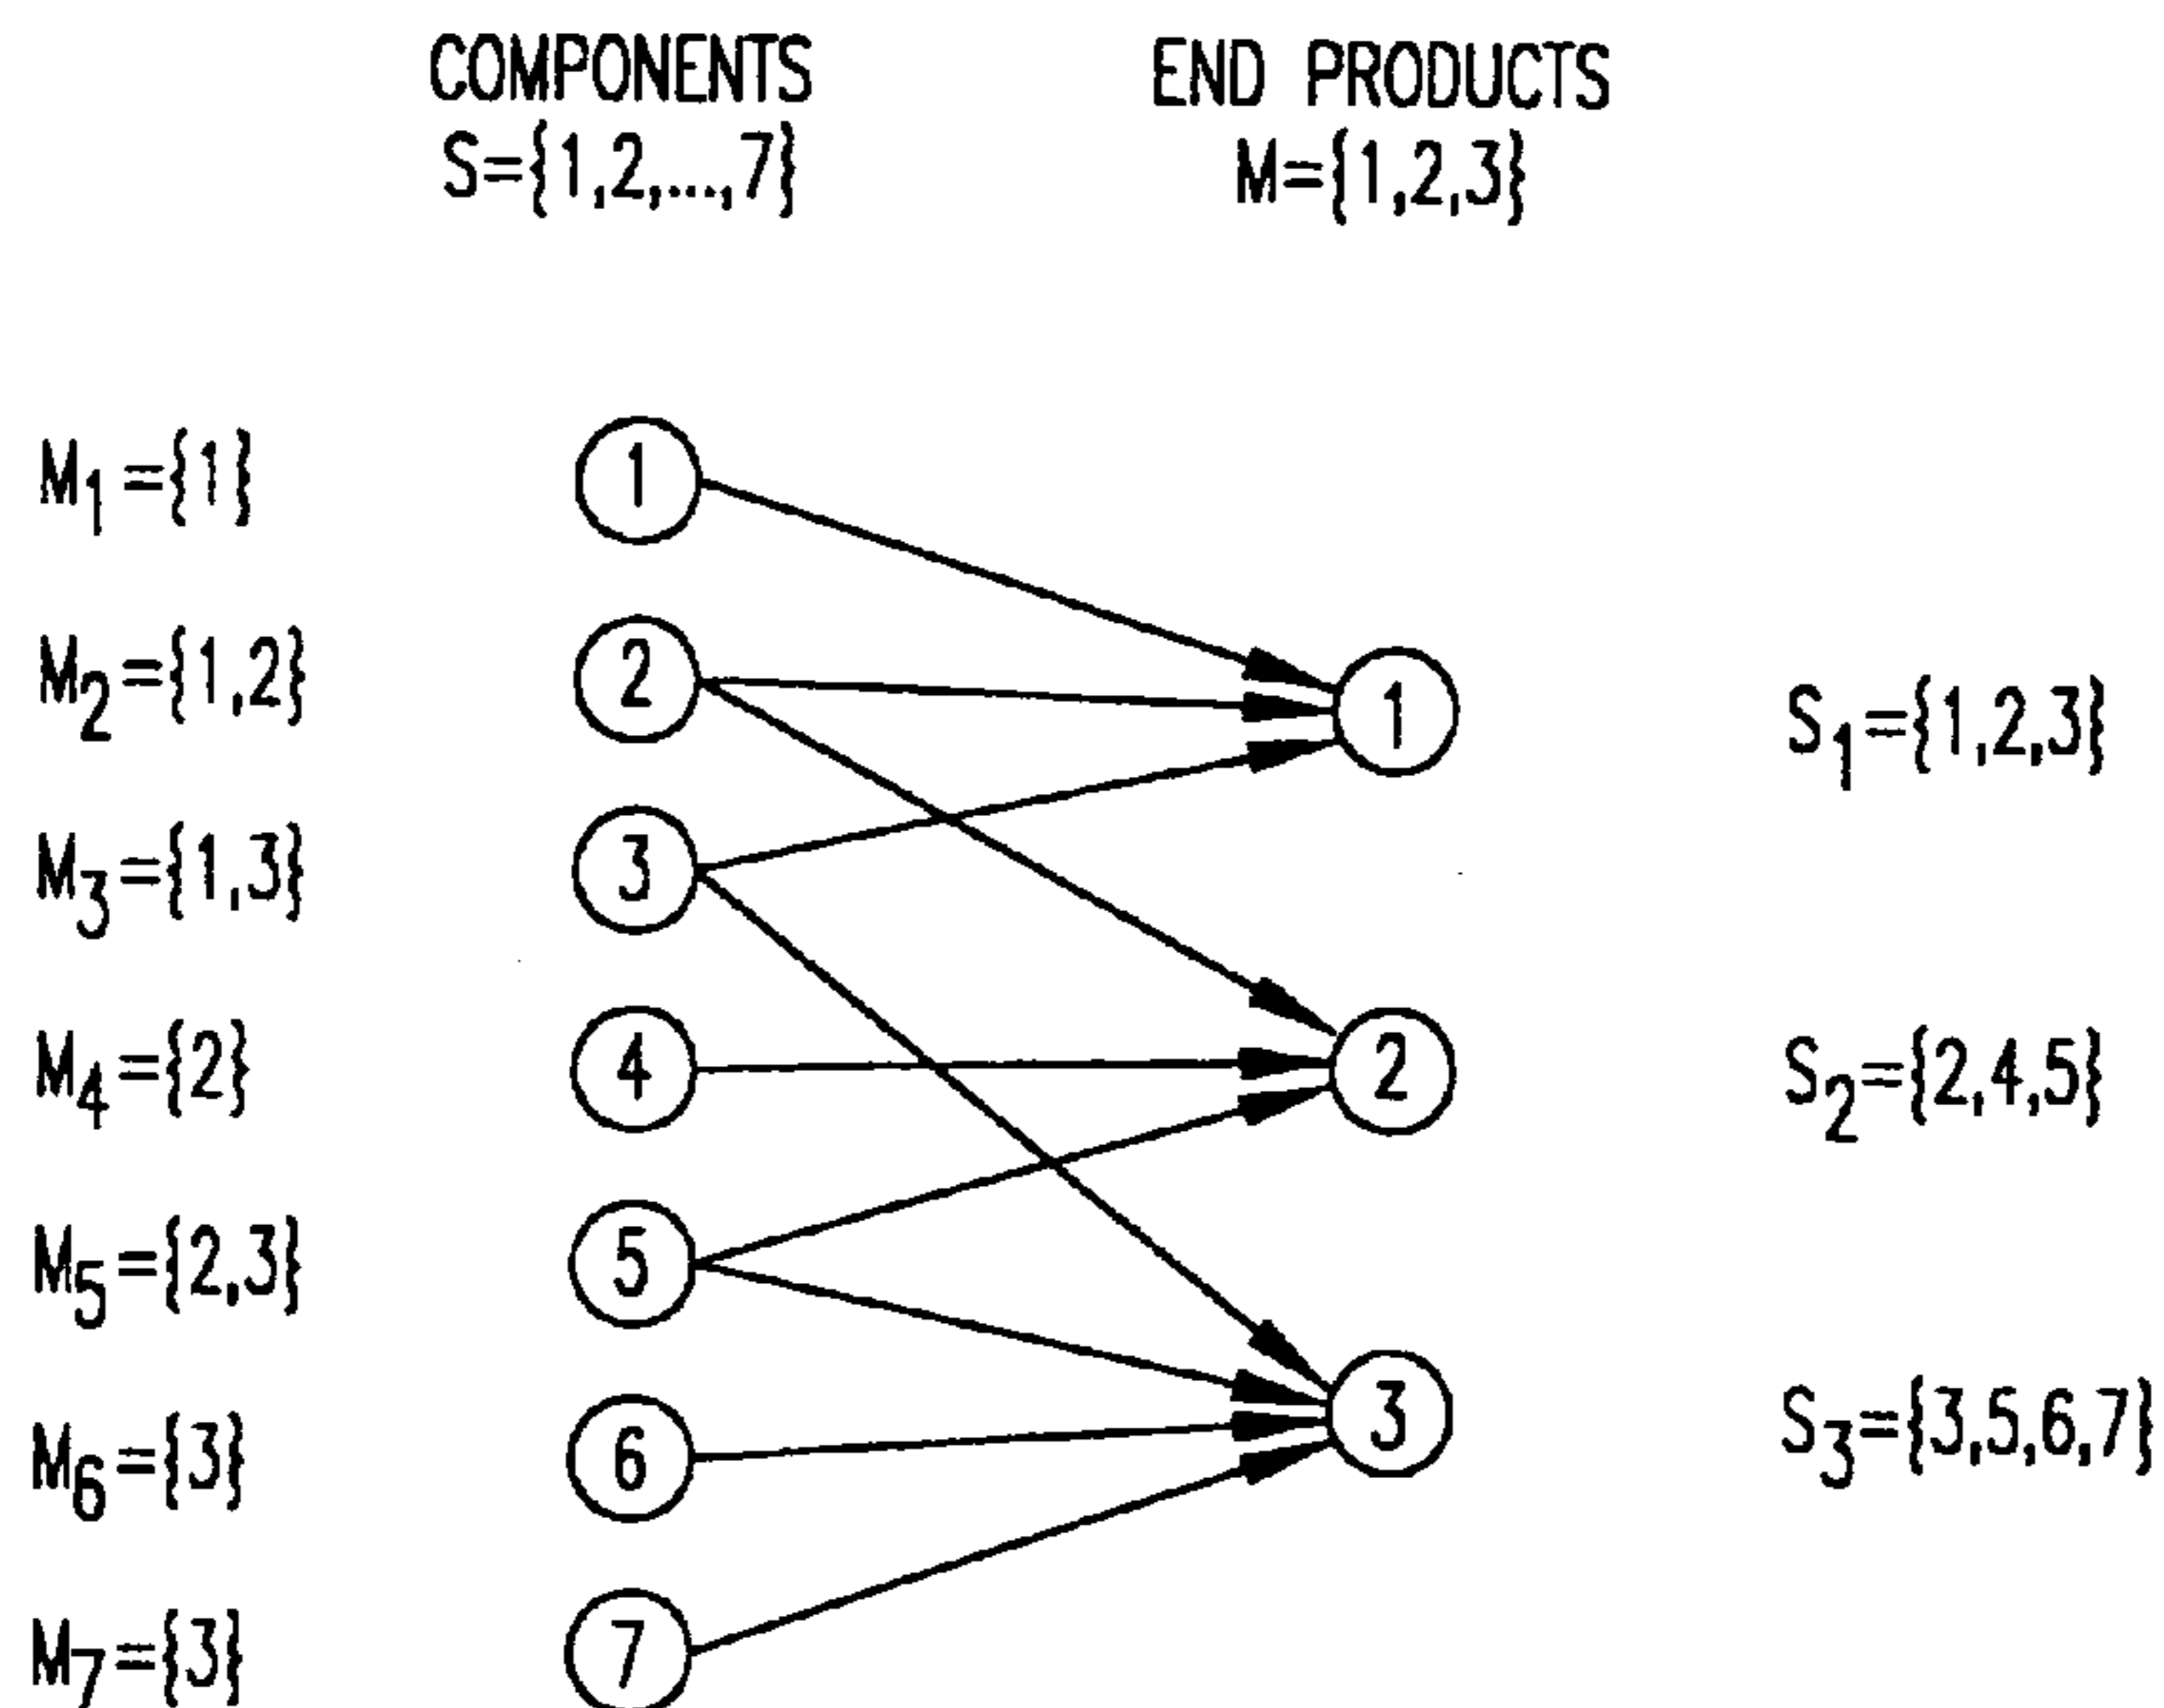 COMPONENTS
S={1,2,....,7}
END PRODUCTS
M={1,2,3}
M1={1}
1
M2={1,2}
2
1
S1={1,2,3}
M3={1,3}
3
M4={2}
4
2
S2={2,4,5}
M5={2,3}
5
M6={3}
6
3
S3={3,5,6,7}
M7={3}
7